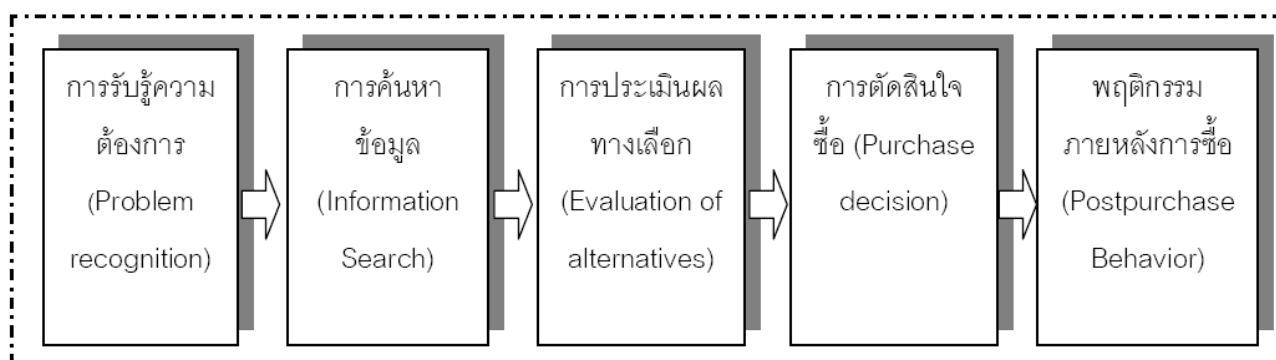 การรับรู้ความ
ต้องการ
(Problem
recognition)
การค้นหา
ข้อมูล
(Information
Search)
การประเมินผล
ทางเลือก
(Evaluation of
alternatives)
การตัดสินใจ
ซื้อ (Purchase
decision)
พฤติกรรม
ภายหลังการซื้อ
(Postpurchase
Behavior)